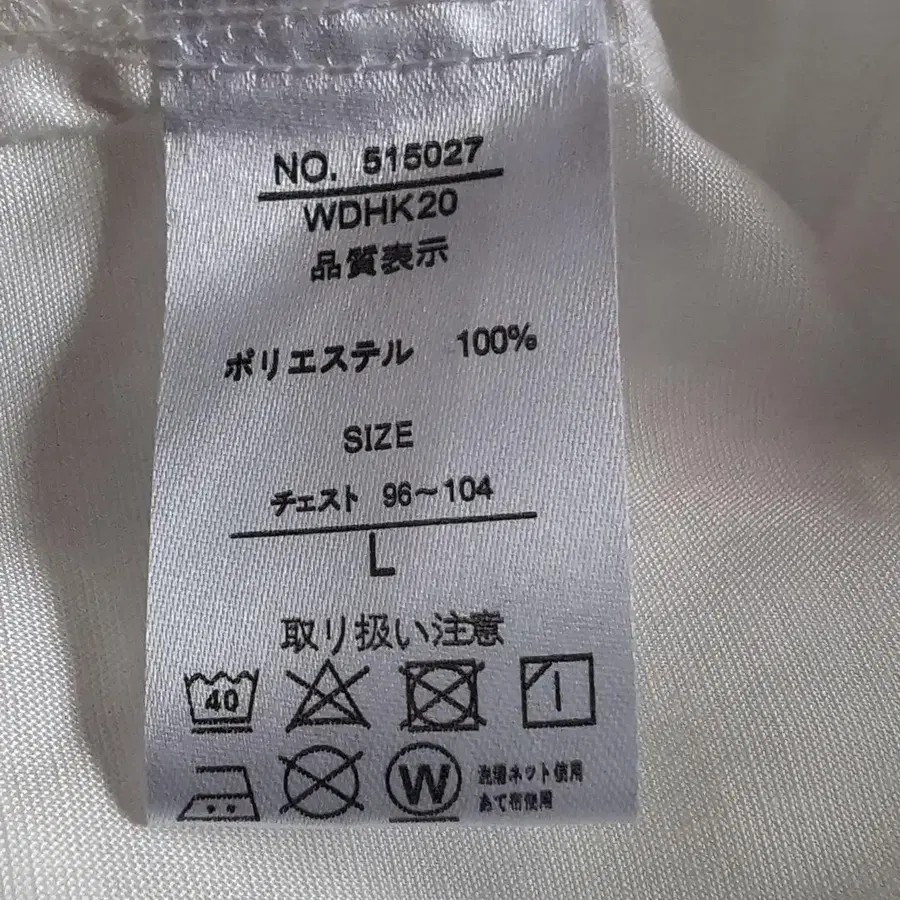 NO. 515027
WDHK20
品質表示
ポリエステル 100%
SIZE
チェスト 96~104
L
取り扱い注意
40
W
洗濯ネット使用
あて布使用